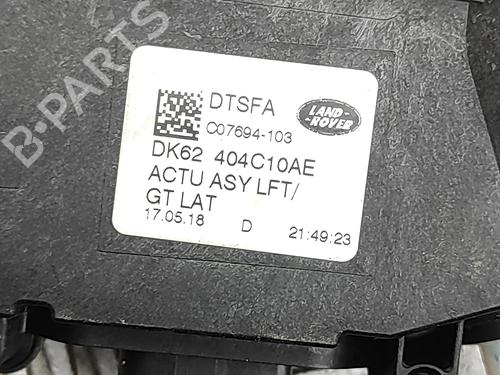 DTSFA
LAND-
ROVER
C07694-103
DK62 404C10AE
ACTU ASY LFT/
GT LAT
17.05.18 D 21:49:23
B-PARTS